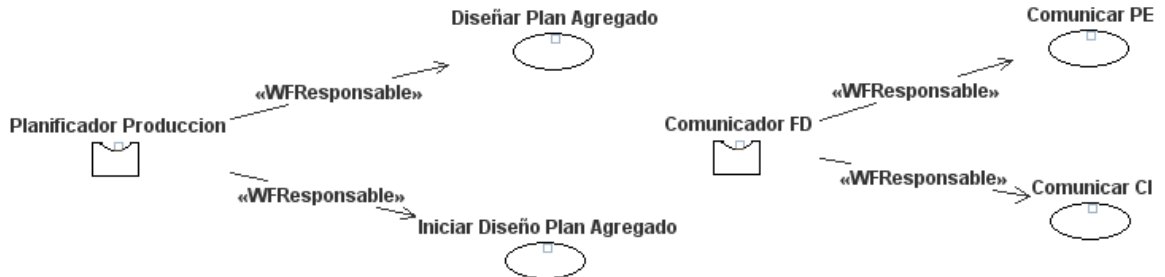 Diseñar Plan Agregado
Comunicar PE
«WFResponsable»
«WFResponsable»
Planificador Produccion
Comunicador FD
«WFResponsable»
«WFResponsable»
Comunicar CI
Iniciar Diseño Plan Agregado